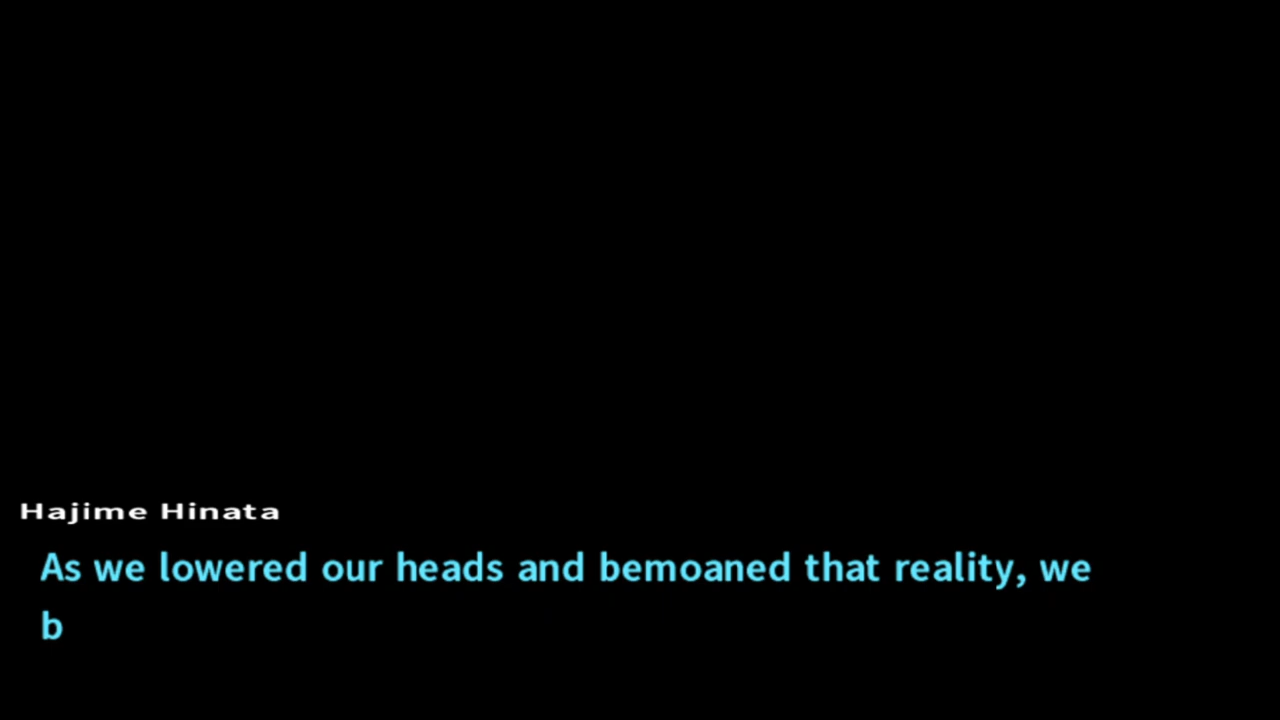 Hajime Hinata
As we lowered our heads and bemoaned that reality, we
b